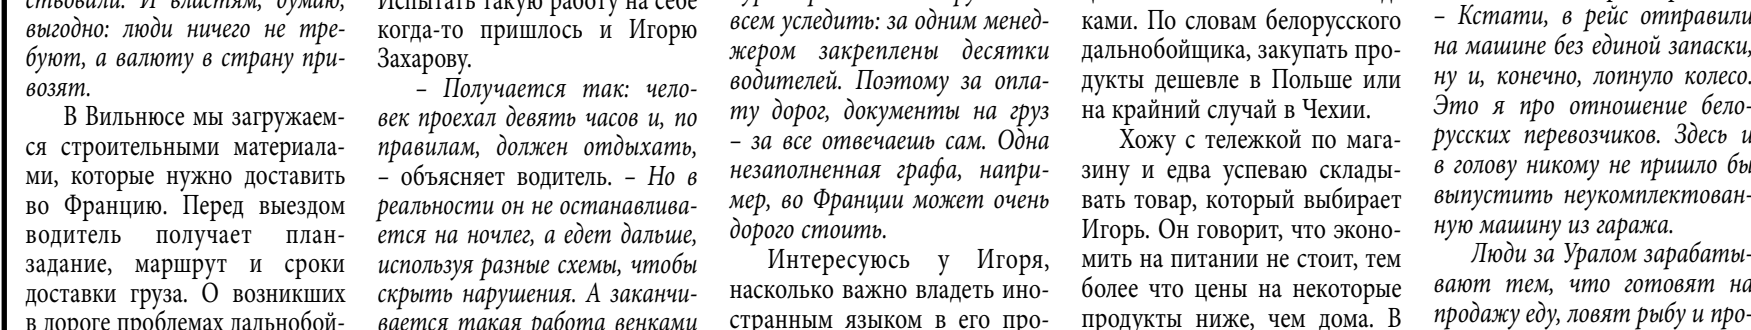 ствовали. И властям, думаю,
выгодно: люди ничего не тре-
буют, а валюту в страну при-
возят.
В Вильнюсе мы загружаем-
ся строительными материала-
ми, которые нужно доставить
во Францию. Перед выездом
водитель получает план-
задание, маршрут и сроки
доставки груза. О возникших
в дороге проблемах дальнобой-
Испытать такую работу на себе
когда-то пришлось и Игорю
Захарову.
– Получается так: чело-
век проехал девять часов и, по
правилам, должен отдыхать,
– объясняет водитель. – Но в
реальности он не останавлива-
ется на ночлег, а едет дальше,
используя разные схемы, чтобы
скрыть нарушения. А заканчи-
вается такая работа венками
всем уследить: за одним менед-
жером закреплены десятки
водителей. Поэтому за опла-
ту дорог, документы на груз
– за все отвечаешь сам. Одна
незаполненная графа, напри-
мер, во Франции может очень
дорого стоить.
Интересуюсь у Игоря,
насколько важно владеть ино-
странным языком в его про-
ками. По словам белорусского
дальнобойщика, закупать про-
дукты дешевле в Польше или
на крайний случай в Чехии.
Хожу с тележкой по мага-
зину и едва успеваю склады-
вать товар, который выбирает
Игорь. Он говорит, что эконо-
мить на питании не стоит, тем
более что цены на некоторые
продукты ниже, чем дома. В
– Кстати, в рейс отправили
на машине без единой запаски,
ну и, конечно, лопнуло колесо.
Это я про отношение бело-
русских перевозчиков. Здесь и
в голову никому не пришло бы
выпустить неукомплектован-
ную машину из гаража.
Люди за Уралом зарабаты-
вают тем, что готовят на
продажу еду, ловят рыбу и про-